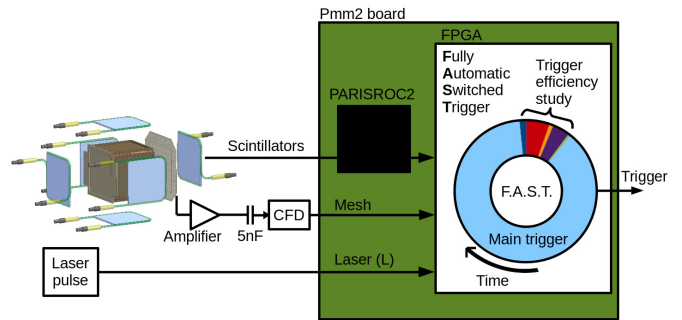 Pmm2 board
FPGA
Fully
Automatic
Switched
Trigger
Trigger
efficiency
study
PARISROC2
Scintillators
Trigger
F.A.S.T.
Mesh
CFD
Amplifier
5nF
Main trigger
Laser
pulse
Laser (L)
Time